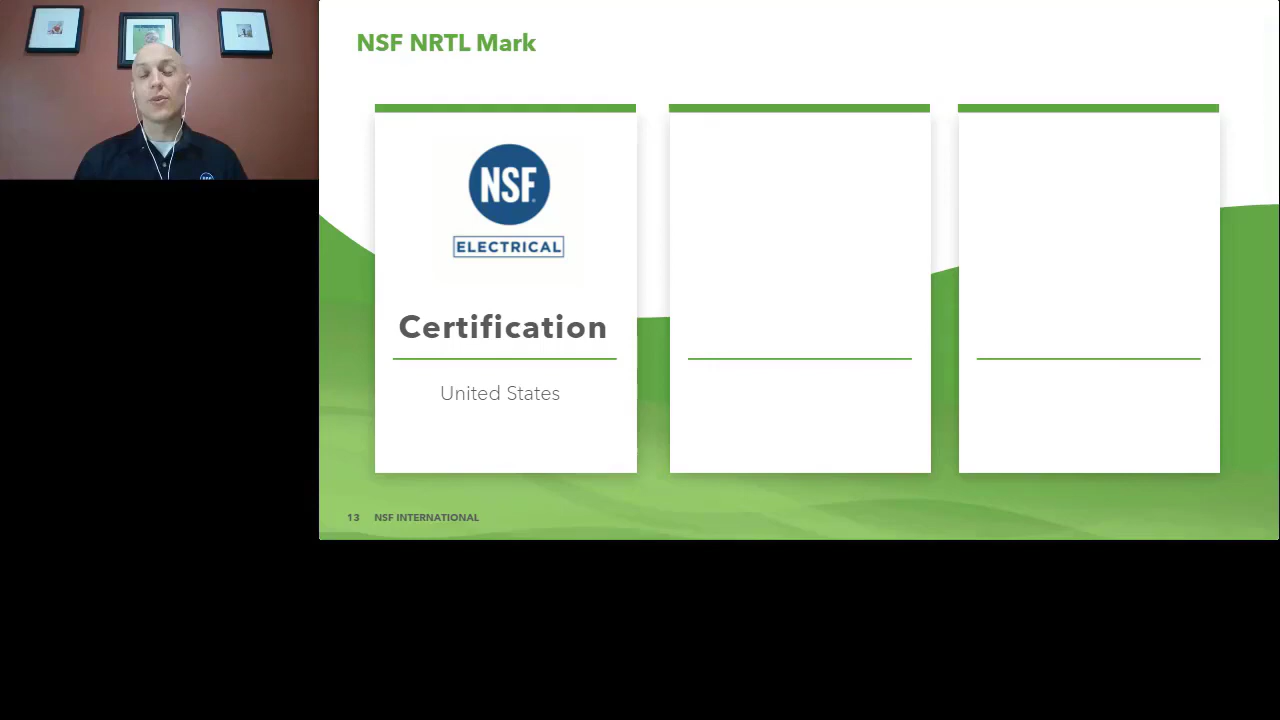 NSF NRTL Mark
NSF
ELECTRICAL
Certification
United States
13 NSF INTERNATIONAL